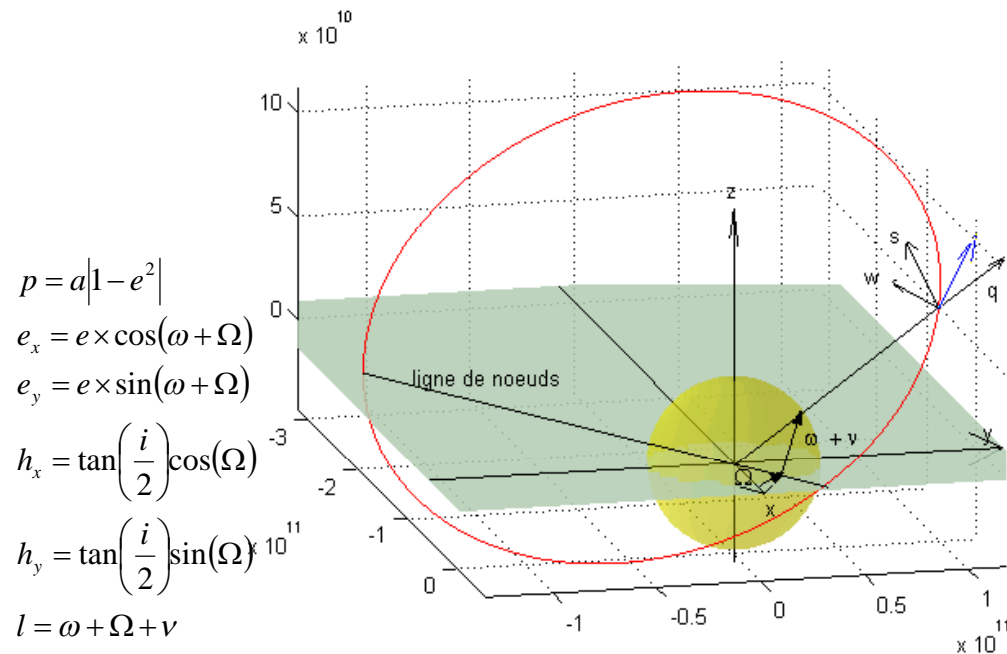 x 10^10
10
5
0
z
s
w
q
p = a|1 − e²|
e_x = e × cos(ω + Ω)
e_y = e × sin(ω + Ω)
h_x = tan(i/2)cos(Ω)
h_y = tan(i/2)sin(Ω)
l = ω + Ω + ν
ligne de noeuds
ω + ν
y
Ω
x
-3
-2
-1
0
x 10^11
-1
-0.5
0
0.5
1
x 10^11